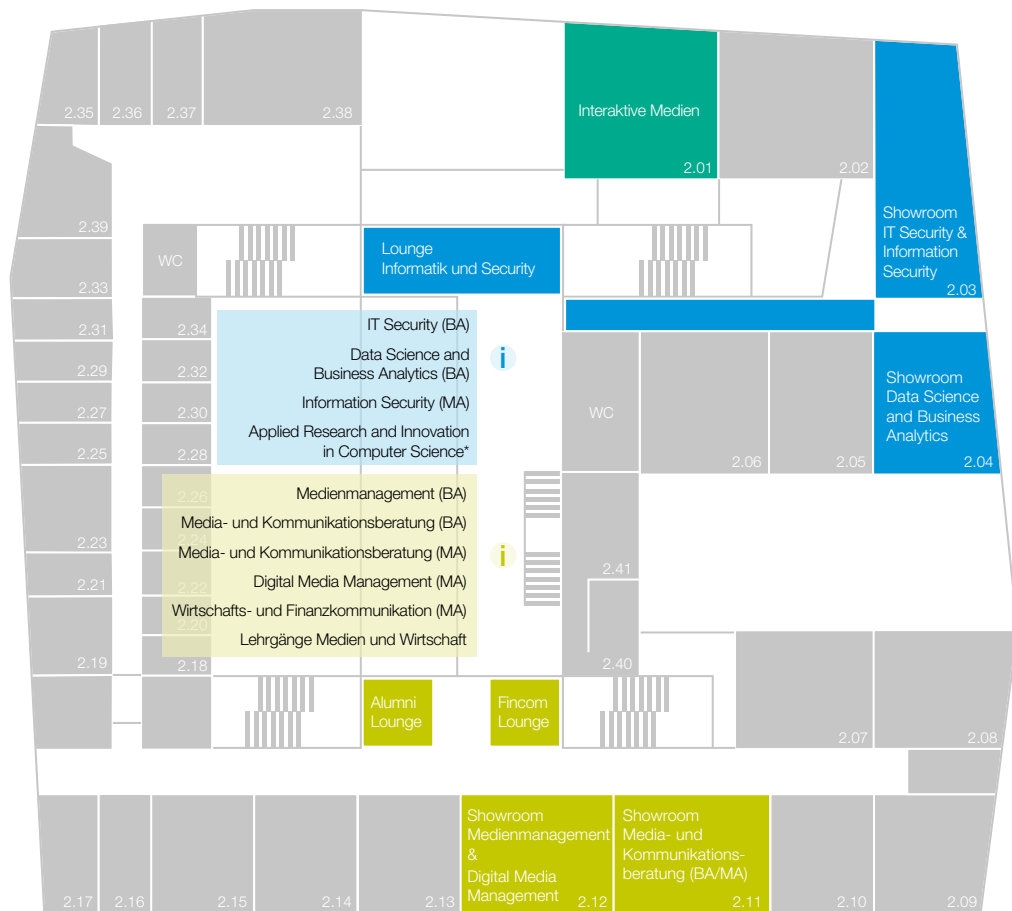 2.35
2.36
2.37
2.38
Interaktive Medien
2.01
2.02
Showroom
IT Security &
Information
Security
2.03
2.39
WC
Lounge
Informatik und Security
2.33
2.31
2.29
2.27
2.25
2.34
2.32
2.30
2.28
IT Security (BA)
Data Science and
Business Analytics (BA)
Information Security (MA)
Applied Research and Innovation
in Computer Science*
i
WC
2.06
2.05
Showroom
Data Science
and Business
Analytics
2.04
2.23
2.21
2.19
2.26
2.24
2.22
2.20
2.18
Medienmanagement (BA)
Media- und Kommunikationsberatung (BA)
Media- und Kommunikationsberatung (MA)
Digital Media Management (MA)
Wirtschafts- und Finanzkommunikation (MA)
Lehrgänge Medien und Wirtschaft
i
2.41
2.40
Alumni
Lounge
Fincom
Lounge
2.07
2.08
2.17
2.16
2.15
2.14
2.13
Showroom
Medienmanagement
&
Digital Media
Management
2.12
Showroom
Media- und
Kommunikations-
beratung (BA/MA)
2.11
2.10
2.09